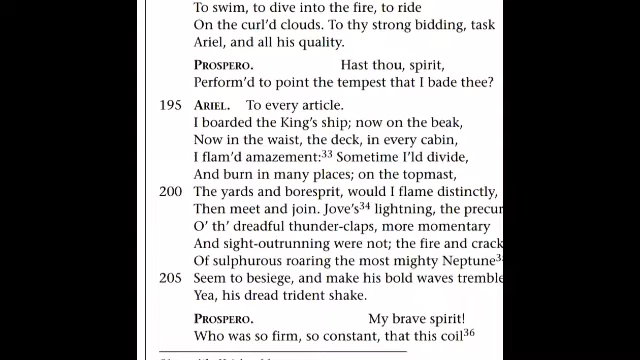 To swim, to dive into the fire, to ride
On the curl’d clouds. To thy strong bidding, task
Ariel, and all his quality.
PROSPERO. Hast thou, spirit,
Perform’d to point the tempest that I bade thee?
195 ARIEL. To every article.
I boarded the King’s ship; now on the beak,
Now in the waist, the deck, in every cabin,
I flam’d amazement:33 Sometime I’ld divide,
And burn in many places; on the topmast,
200 The yards and boresprit, would I flame distinctly,
Then meet and join. Jove’s34 lightning, the precur
O’ th’ dreadful thunder-claps, more momentary
And sight-outrunning were not; the fire and crack
Of sulphurous roaring the most mighty Neptune
205 Seem to besiege, and make his bold waves tremble
Yea, his dread trident shake.
PROSPERO. My brave spirit!
Who was so firm, so constant, that this coil36